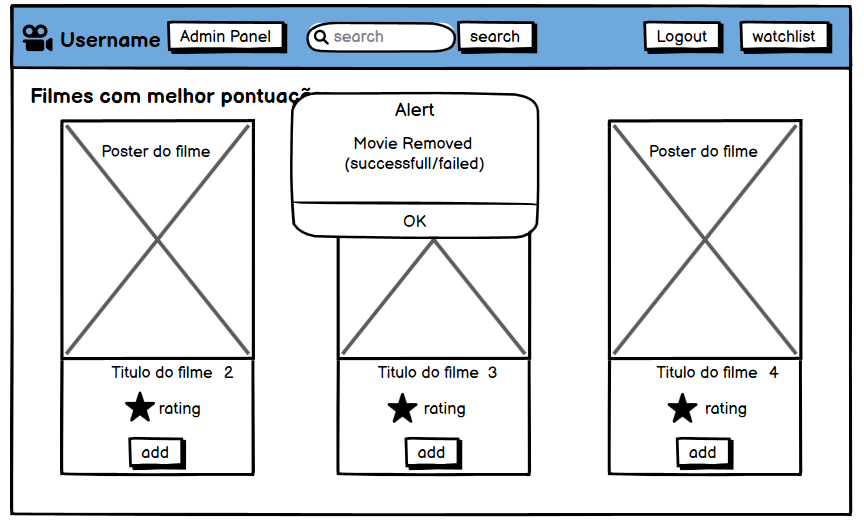 Username
Admin Panel
search
search
Logout
watchlist
Filmes com melhor pontuação
Alert
Movie Removed
(successfull/failed)
OK
Poster do filme
Titulo do filme 2
rating
add
Titulo do filme 3
rating
add
Poster do filme
Titulo do filme 4
rating
add